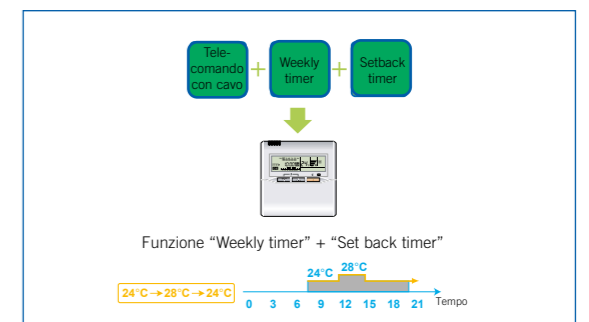 Tele-
comando
con cavo
+
Weekly
timer
+
Setback
timer
Funzione “Weekly timer” + “Set back timer”
24°C
28°C
24°C→28°C→24°C
0 3 6 9 12 15 18 21 Tempo